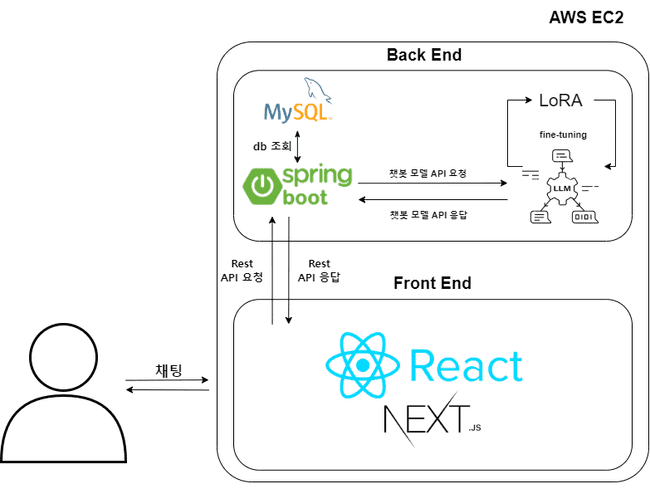 AWS EC2
Back End
MySQL
LoRA
fine-tuning
db 조회
spring
boot
챗봇 모델 API 요청
LLM
챗봇 모델 API 응답
0101
Rest
API 요청
Rest
API 응답
Front End
채팅
React
NEXT.JS